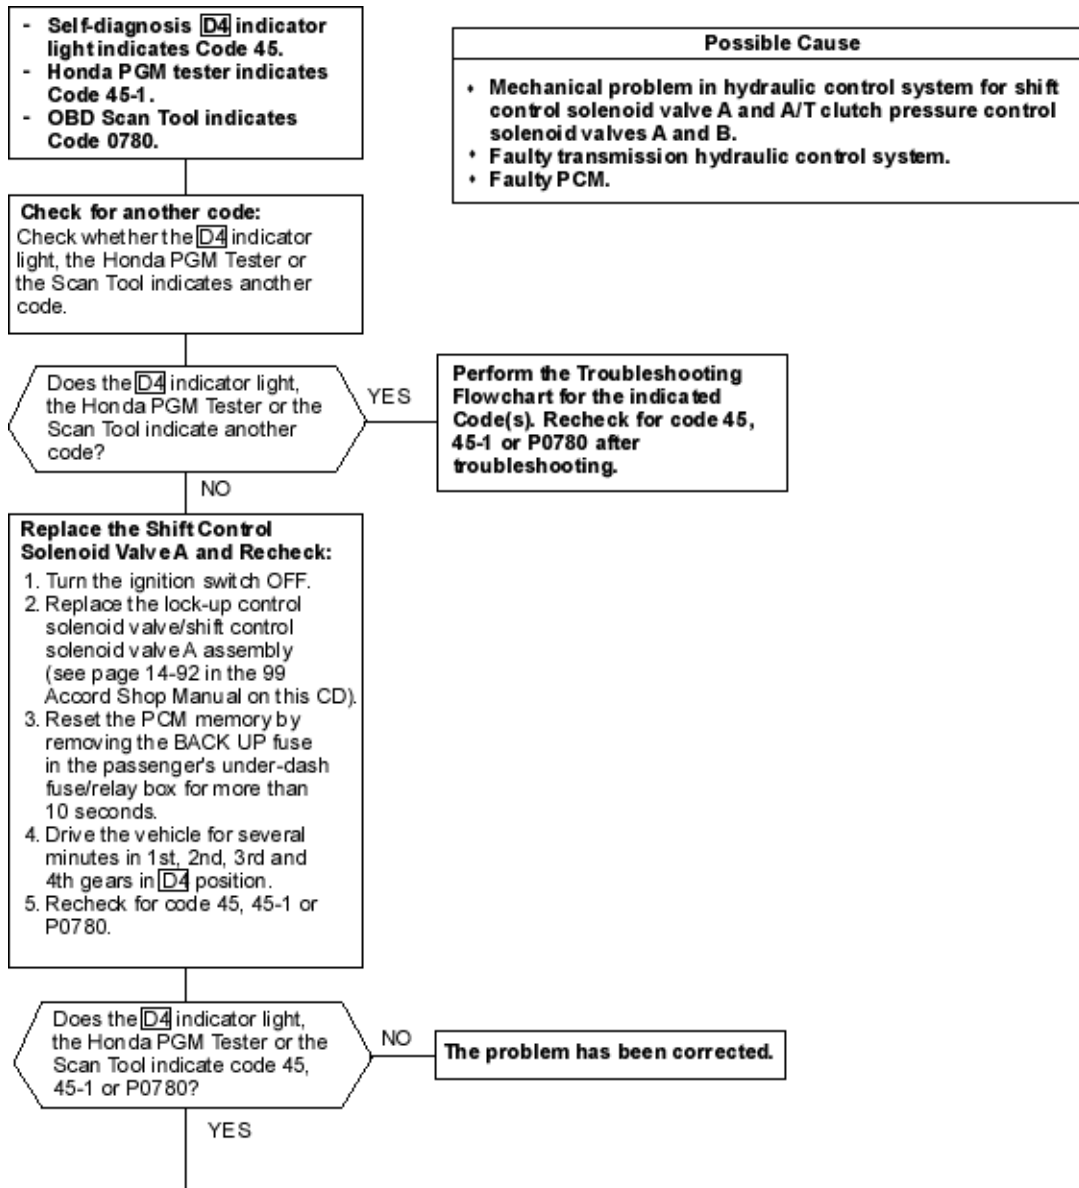 - Self-diagnosis D4 indicator
light indicates Code 45.
- Honda PGM tester indicates
Code 45-1.
- OBD Scan Tool indicates
Code 0780.
Possible Cause
• Mechanical problem in hydraulic control system for shift
control solenoid valve A and A/T clutch pressure control
solenoid valves A and B.
• Faulty transmission hydraulic control system.
• Faulty PCM.
Check for another code:
Check whether the D4 indicator
light, the Honda PGM Tester or
the Scan Tool indicates another
code.
Does the D4 indicator light,
the Honda PGM Tester or the
Scan Tool indicate another
code?
YES
Perform the Troubleshooting
Flowchart for the indicated
Code(s). Recheck for code 45,
45-1 or P0780 after
troubleshooting.
NO
Replace the Shift Control
Solenoid Valve A and Recheck:
1. Turn the ignition switch OFF.
2. Replace the lock-up control
solenoid valve/shift control
solenoid valve A assembly
(see page 14-92 in the 99
Accord Shop Manual on this CD).
3. Reset the PCM memory by
removing the BACK UP fuse
in the passenger's under-dash
fuse/relay box for more than
10 seconds.
4. Drive the vehicle for several
minutes in 1st, 2nd, 3rd and
4th gears in D4 position.
5. Recheck for code 45, 45-1 or
P0780.
Does the D4 indicator light,
the Honda PGM Tester or the
Scan Tool indicate code 45,
45-1 or P0780?
NO
The problem has been corrected.
YES